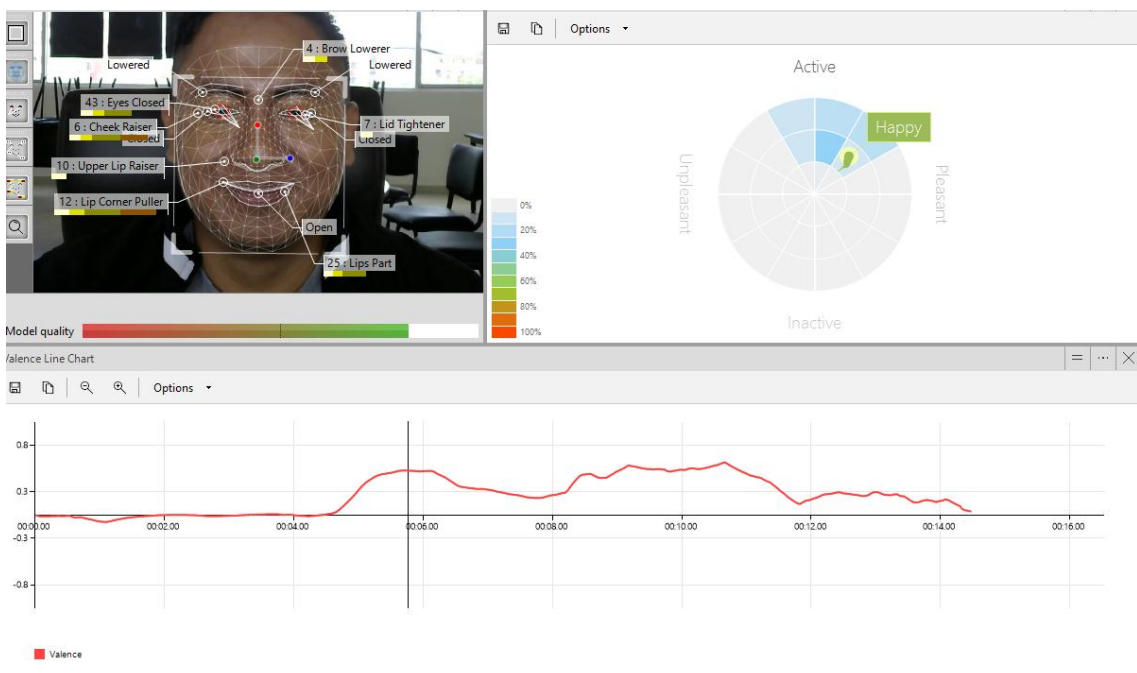 4 : Brow Lowerer
Lowered
Lowered
43 : Eyes Closed
6 : Cheek Raiser
Closed
7 : Lid Tightener
Closed
10 : Upper Lip Raiser
12 : Lip Corner Puller
Open
25 : Lips Part
Model quality
Options
Active
Happy
Unpleasant
Pleasant
Inactive
0%
20%
40%
60%
80%
100%
Valence Line Chart
Options
0.8
0.3
-0.3
-0.8
00:00:00
00:02:00
00:04:00
00:06:00
00:08:00
00:10:00
00:12:00
00:14:00
00:16:00
Valence